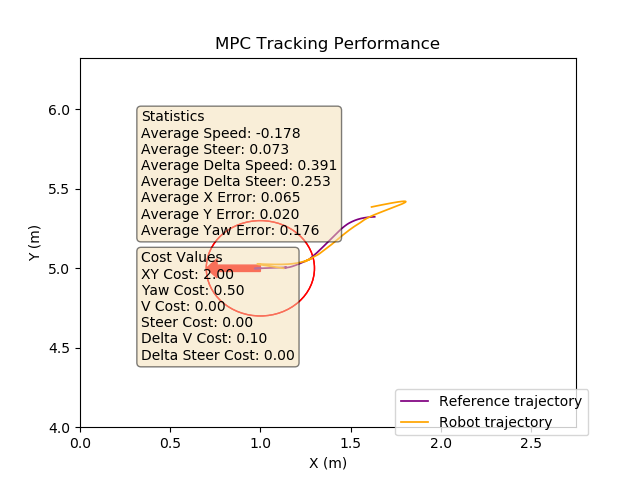 MPC Tracking Performance
6.0
5.5
5.0
4.5
4.0
Y (m)
Statistics
Average Speed: -0.178
Average Steer: 0.073
Average Delta Speed: 0.391
Average Delta Steer: 0.253
Average X Error: 0.065
Average Y Error: 0.020
Average Yaw Error: 0.176
Cost Values
XY Cost: 2.00
Yaw Cost: 0.50
V Cost: 0.00
Steer Cost: 0.00
Delta V Cost: 0.10
Delta Steer Cost: 0.00
Reference trajectory
Robot trajectory
0.0 0.5 1.0 1.5 2.0 2.5
X (m)